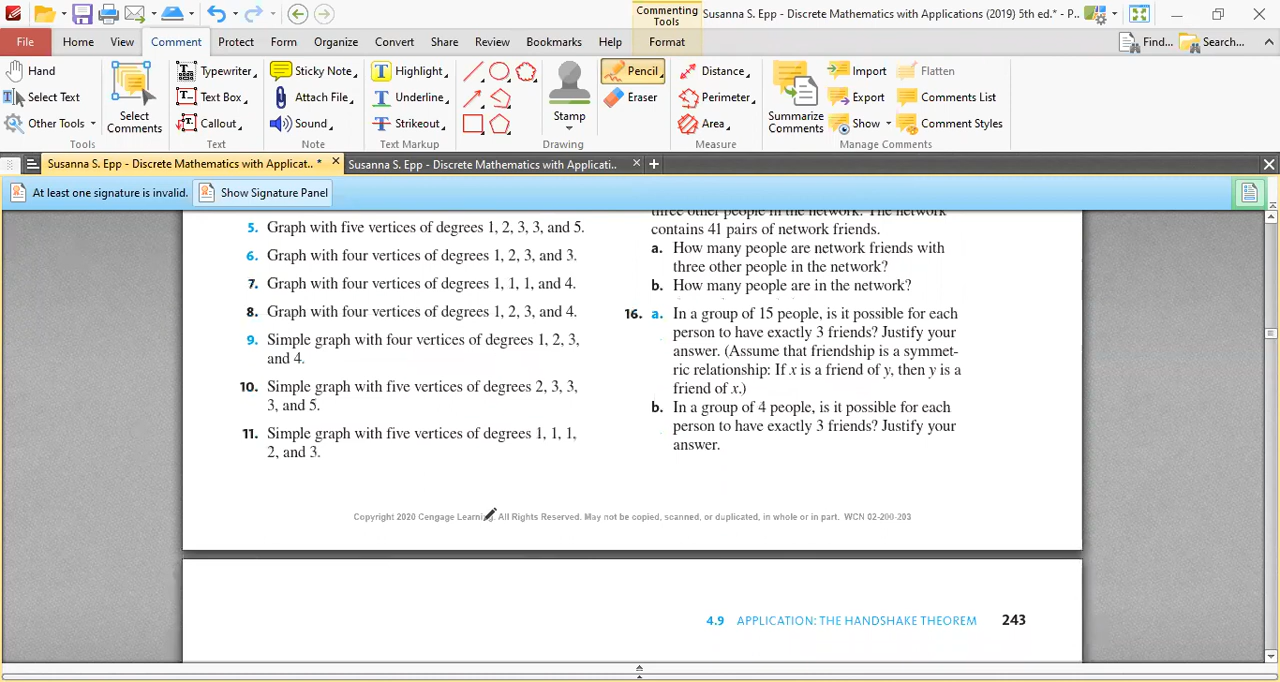 Commenting
Tools
Susanna S. Epp - Discrete Mathematics with Applications (2019) 5th ed.* - P..
File
Home
View
Comment
Protect
Form
Organize
Convert
Share
Review
Bookmarks
Help
Format
Find...
Search...
Hand
Select Text
Other Tools
Tools
Select
Comments
Typewriter
Text Box
Callout
Text
Sticky Note
Attach File
Sound
Note
Highlight
Underline
Strikeout
Text Markup
Stamp
Drawing
Pencil
Eraser
Distance
Perimeter
Area
Measure
Summarize
Comments
Import
Export
Show
Flatten
Comments List
Comment Styles
Manage Comments
Susanna S. Epp - Discrete Mathematics with Applicat.. *
Susanna S. Epp - Discrete Mathematics with Applicati..
At least one signature is invalid.
Show Signature Panel
5. Graph with five vertices of degrees 1, 2, 3, 3, and 5.
6. Graph with four vertices of degrees 1, 2, 3, and 3.
7. Graph with four vertices of degrees 1, 1, 1, and 4.
8. Graph with four vertices of degrees 1, 2, 3, and 4.
9. Simple graph with four vertices of degrees 1, 2, 3,
and 4.
10. Simple graph with five vertices of degrees 2, 3, 3,
3, and 5.
11. Simple graph with five vertices of degrees 1, 1, 1,
2, and 3.
three other people in the network. The network
contains 41 pairs of network friends.
a. How many people are network friends with
three other people in the network?
b. How many people are in the network?
16. a. In a group of 15 people, is it possible for each
person to have exactly 3 friends? Justify your
answer. (Assume that friendship is a symmet-
ric relationship: If x is a friend of y, then y is a
friend of x.)
b. In a group of 4 people, is it possible for each
person to have exactly 3 friends? Justify your
answer.
Copyright 2020 Cengage Learning. All Rights Reserved. May not be copied, scanned, or duplicated, in whole or in part. WCN 02-200-203
4.9 APPLICATION: THE HANDSHAKE THEOREM 243